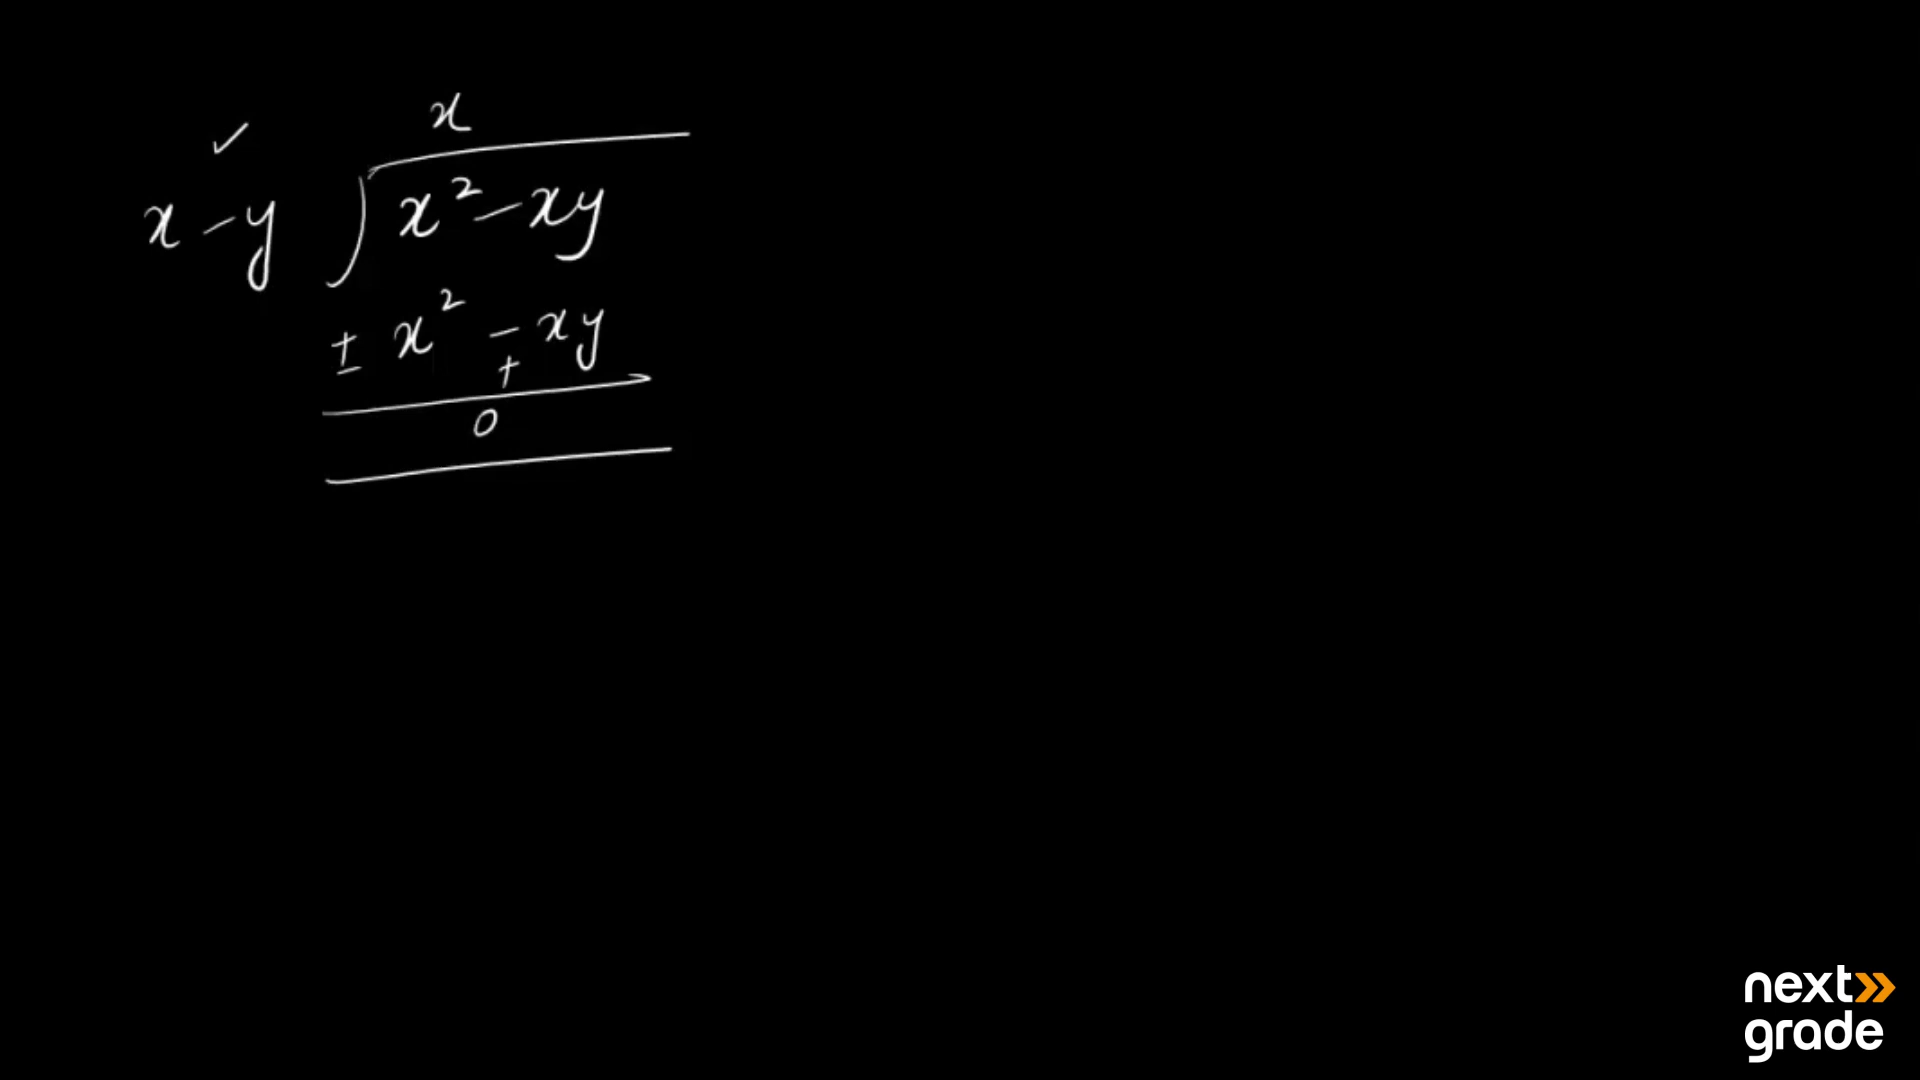 x
x - y ) x² - xy
± x² - xy
+
0
next
grade